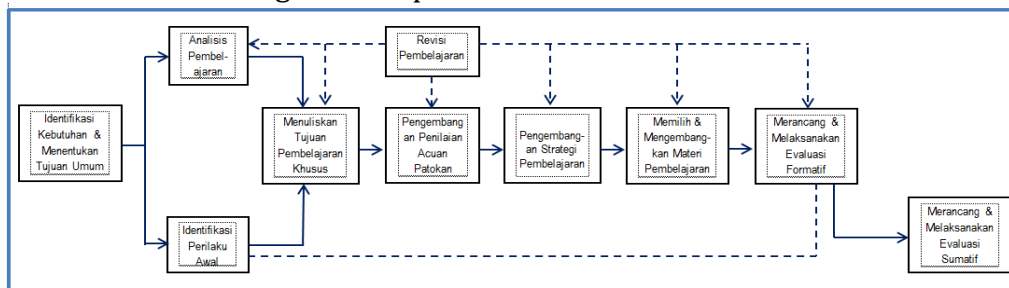 Analisis
Pembel-
ajaran
Revisi
Pembelajaran
Identifikasi
Kebutuhan &
Menentukan
Tujuan Umum
Menuliskan
Tujuan
Pembelajaran
Khusus
Pengembang
an Penilaian
Acuan
Patokan
Pengembang-
an Strategi
Pembelajaran
Memilih &
Mengembang-
kan Materi
Pembelajaran
Merancang &
Melaksanakan
Evaluasi
Formatif
Identifikasi
Perilaku
Awal
Merancang &
Melaksanakan
Evaluasi
Sumatif